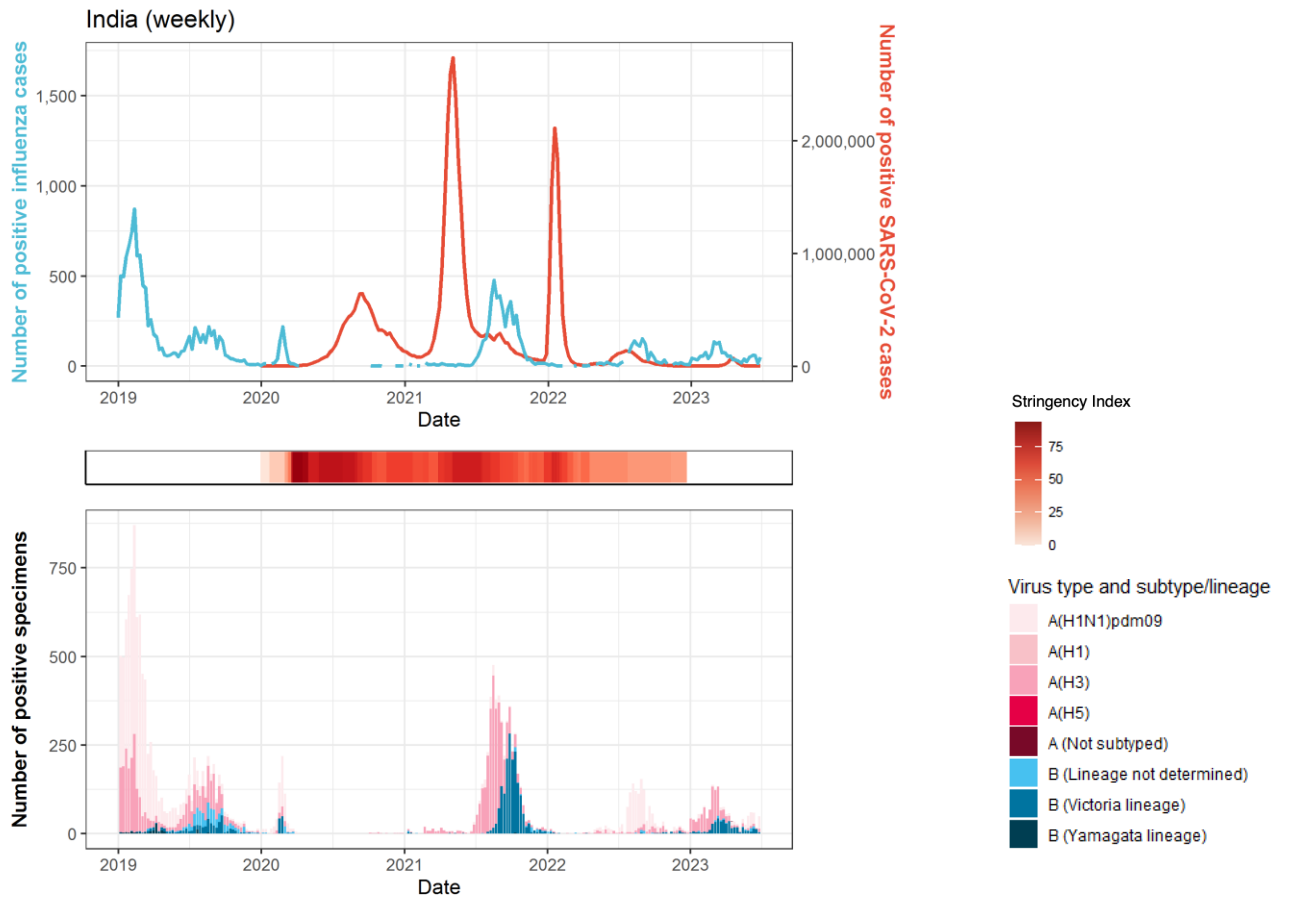 India (weekly)
Number of positive influenza cases
1,500
1,000
500
0
2,000,000
1,000,000
0
Number of positive SARS-CoV-2 cases
2019 2020 2021 2022 2023
Date
Number of positive specimens
750
500
250
0
2019 2020 2021 2022 2023
Date
Stringency Index
75
50
25
0
Virus type and subtype/lineage
A(H1N1)pdm09
A(H1)
A(H3)
A(H5)
A (Not subtyped)
B (Lineage not determined)
B (Victoria lineage)
B (Yamagata lineage)